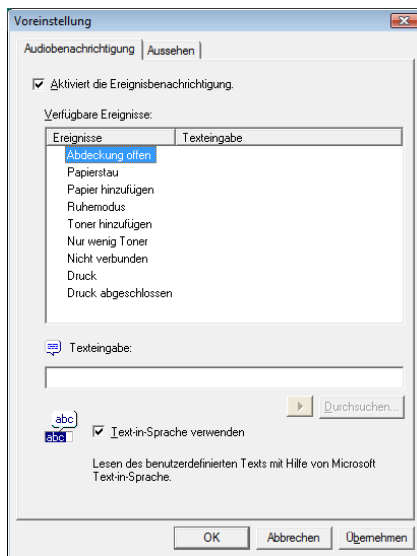 Voreinstellung
Audiobenachrichtigung Aussehen
Aktiviert die Ereignisbenachrichtigung.
Verfügbare Ereignisse:
Ereignisse Texteingabe
Abdeckung offen
Papierstau
Papier hinzufügen
Ruhemodus
Toner hinzufügen
Nur wenig Toner
Nicht verbunden
Druck
Druck abgeschlossen
Texteingabe:
Durchsuchen...
abc
abc
Text-in-Sprache verwenden
Lesen des benutzerdefinierten Texts mit Hilfe von Microsoft
Text-in-Sprache.
OK Abbrechen Übernehmen